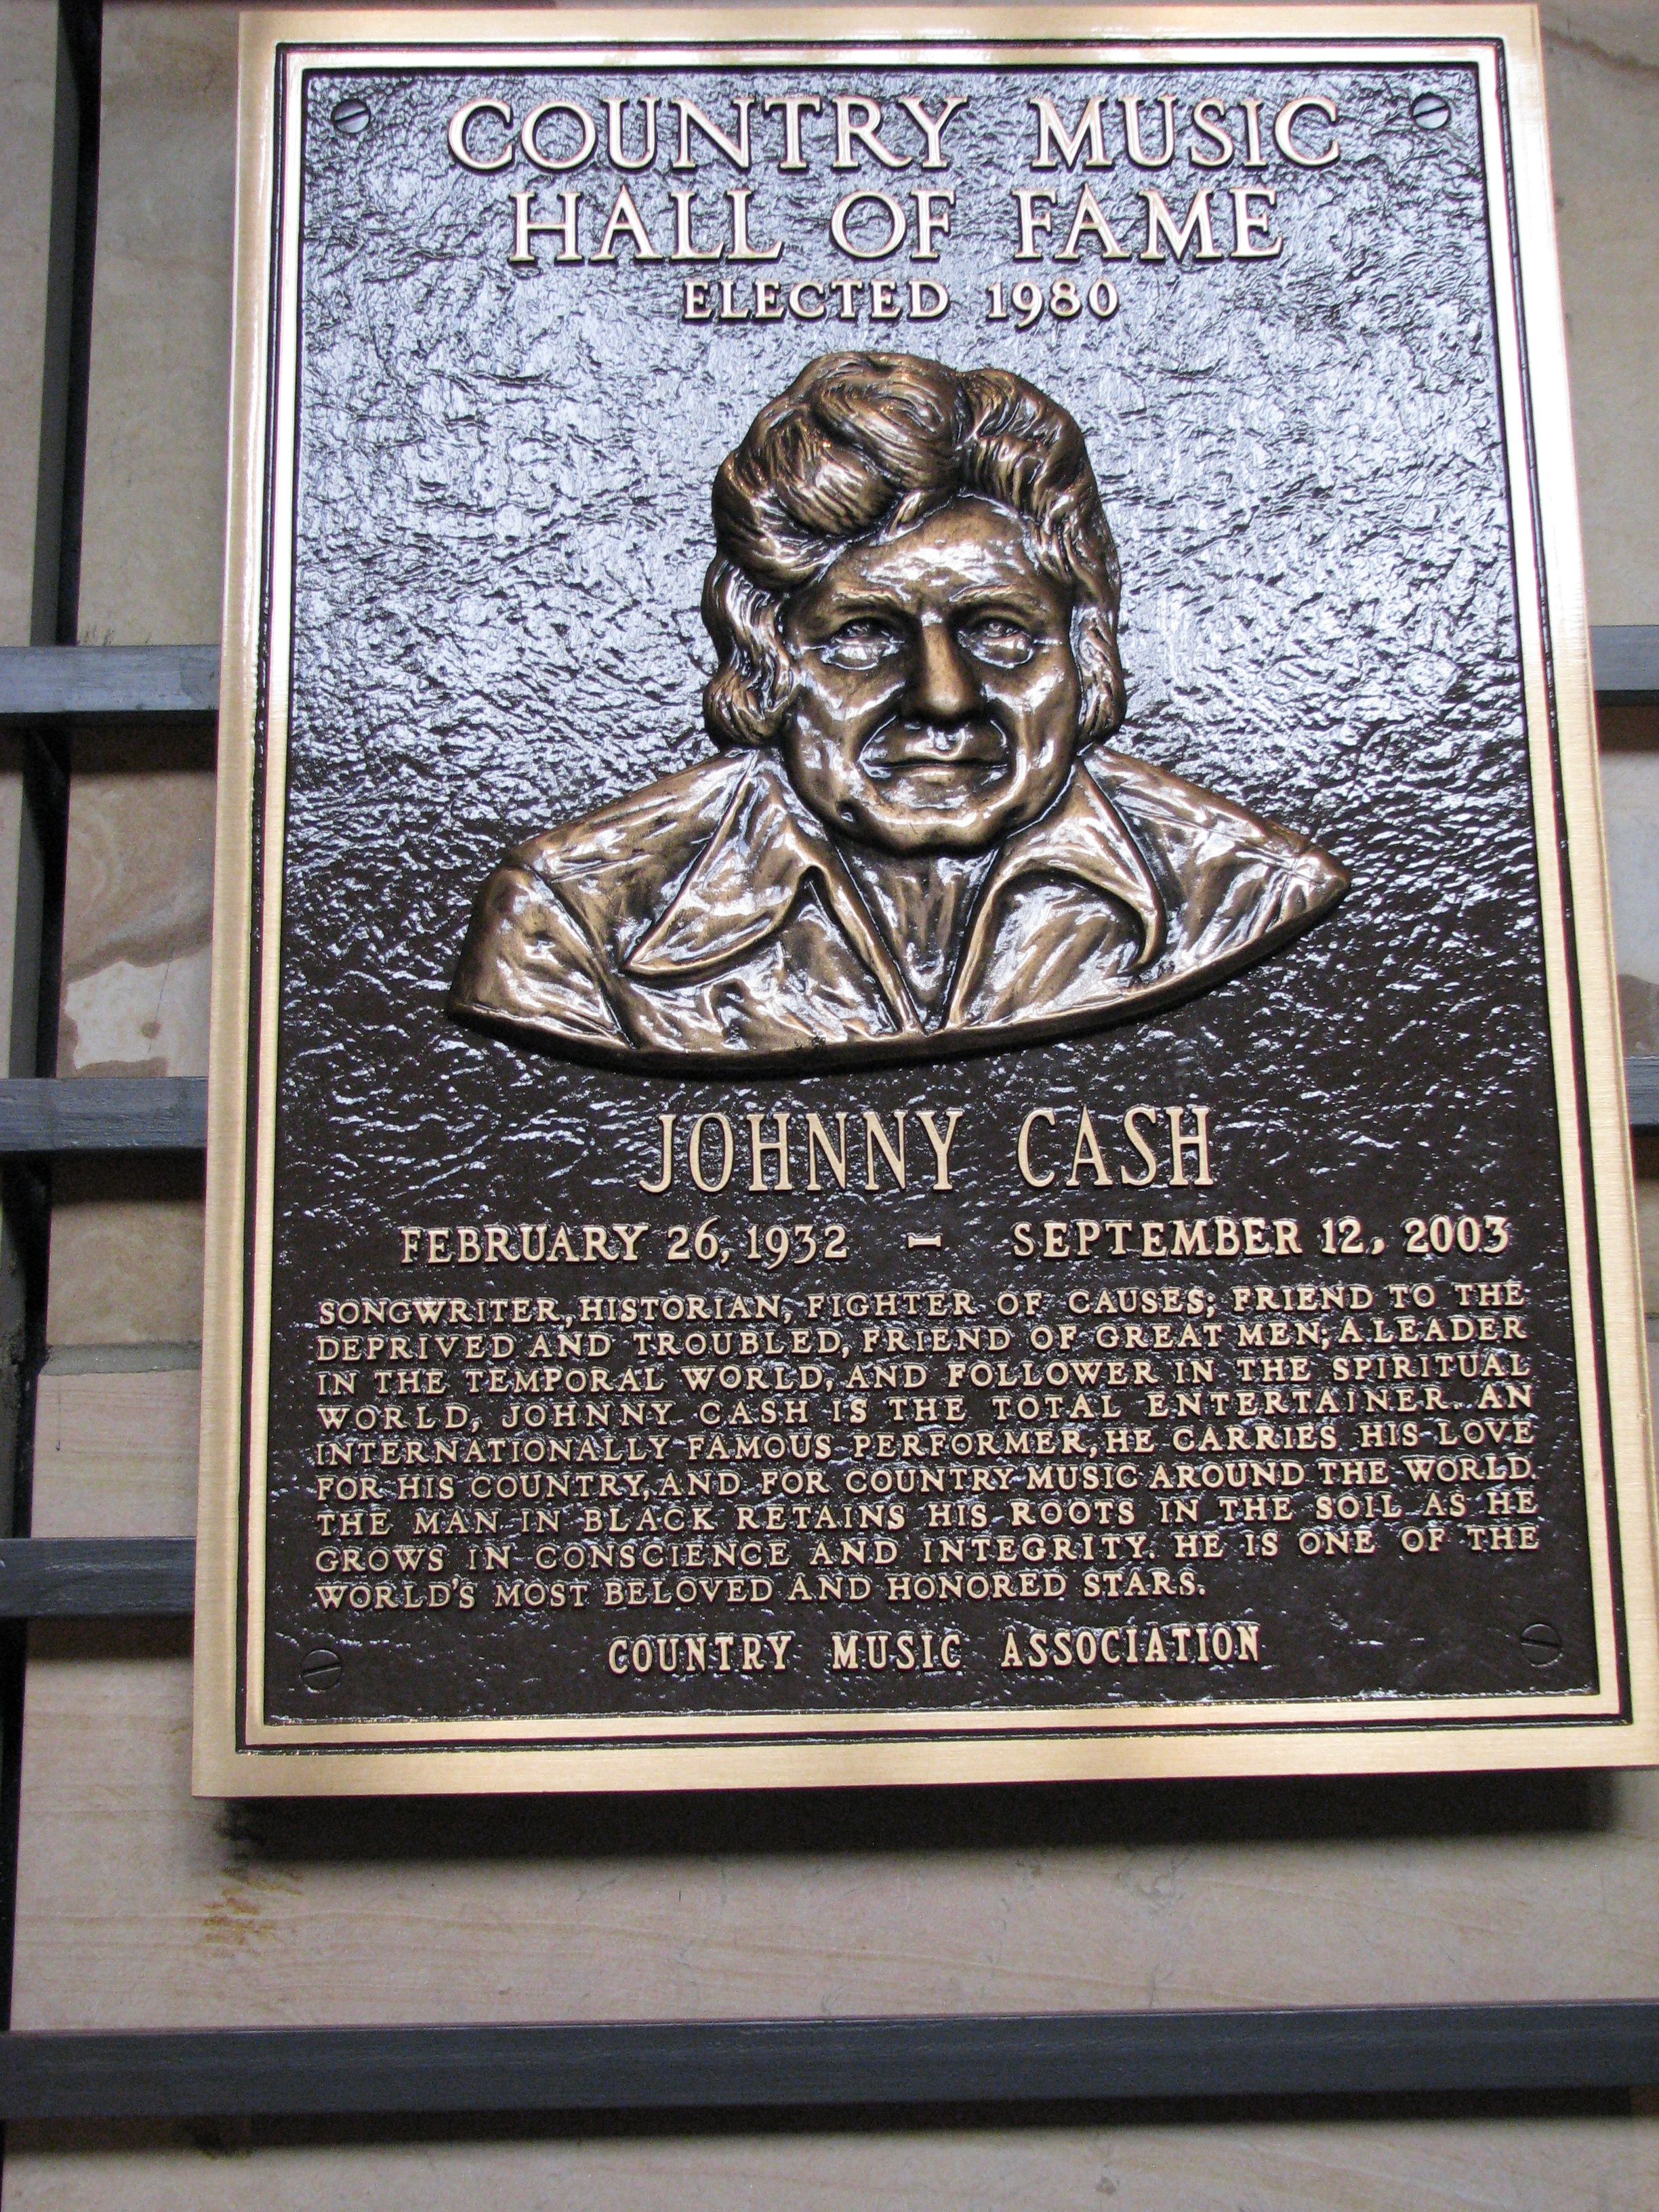 COUNTRY MUSIC
HALL OF FAME
ELECTED 1980
JOHNNY CASH
FEBRUARY 26, 1932 – SEPTEMBER 12, 2003
SONGWRITER, HISTORIAN, FIGHTER OF CAUSES; FRIEND TO THE
DEPRIVED AND TROUBLED, FRIEND OF GREAT MEN; A LEADER
IN THE TEMPORAL WORLD, AND FOLLOWER IN THE SPIRITUAL
WORLD, JOHNNY CASH IS THE TOTAL ENTERTAINER. AN
INTERNATIONALLY FAMOUS PERFORMER, HE CARRIES HIS LOVE
FOR HIS COUNTRY, AND FOR COUNTRY MUSIC AROUND THE WORLD.
THE MAN IN BLACK RETAINS HIS ROOTS IN THE SOIL AS HE
GROWS IN CONSCIENCE AND INTEGRITY. HE IS ONE OF THE
WORLD'S MOST BELOVED AND HONORED STARS.
COUNTRY MUSIC ASSOCIATION